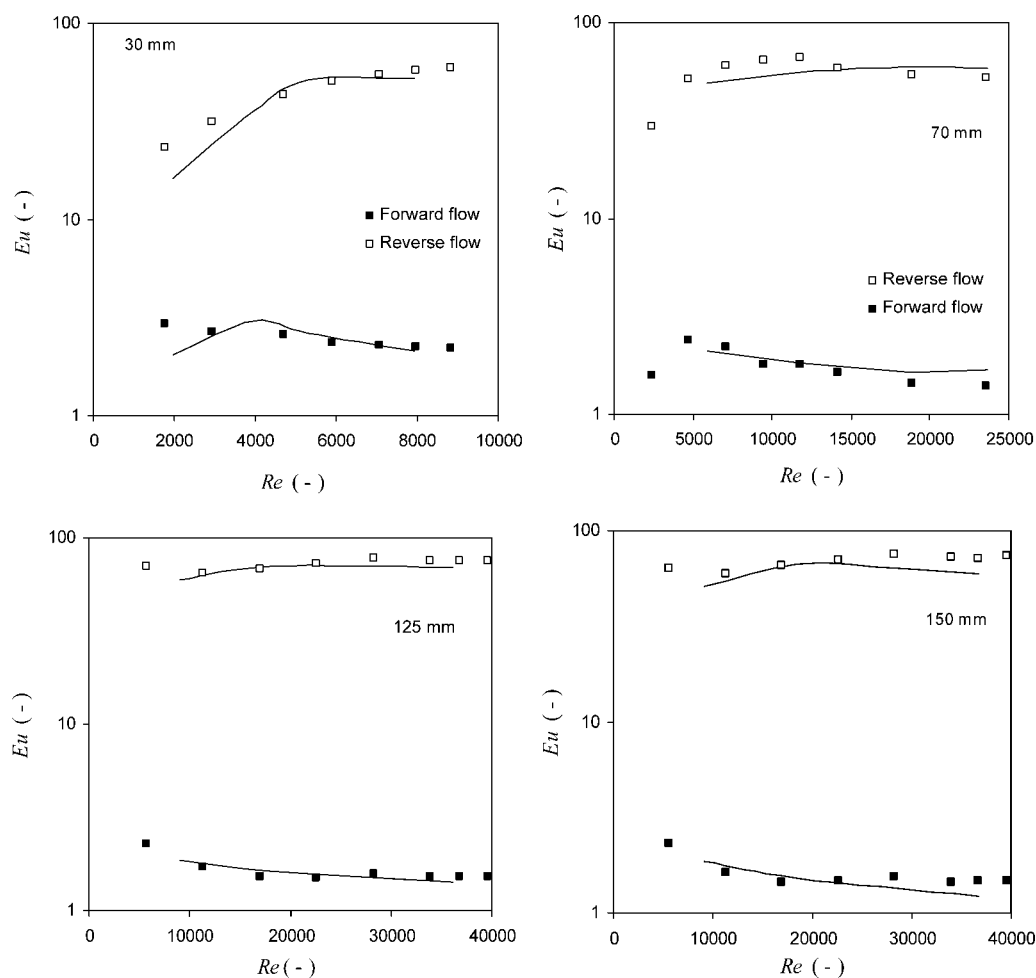 100
30 mm
Eu (-)
10
■ Forward flow
□ Reverse flow
1
0 2000 4000 6000 8000 10000
Re (-)
100
70 mm
Eu (-)
10
□ Reverse flow
■ Forward flow
1
0 5000 10000 15000 20000 25000
Re (-)
100
125 mm
Eu (-)
10
1
0 10000 20000 30000 40000
Re (-)
100
150 mm
Eu (-)
10
1
0 10000 20000 30000 40000
Re (-)